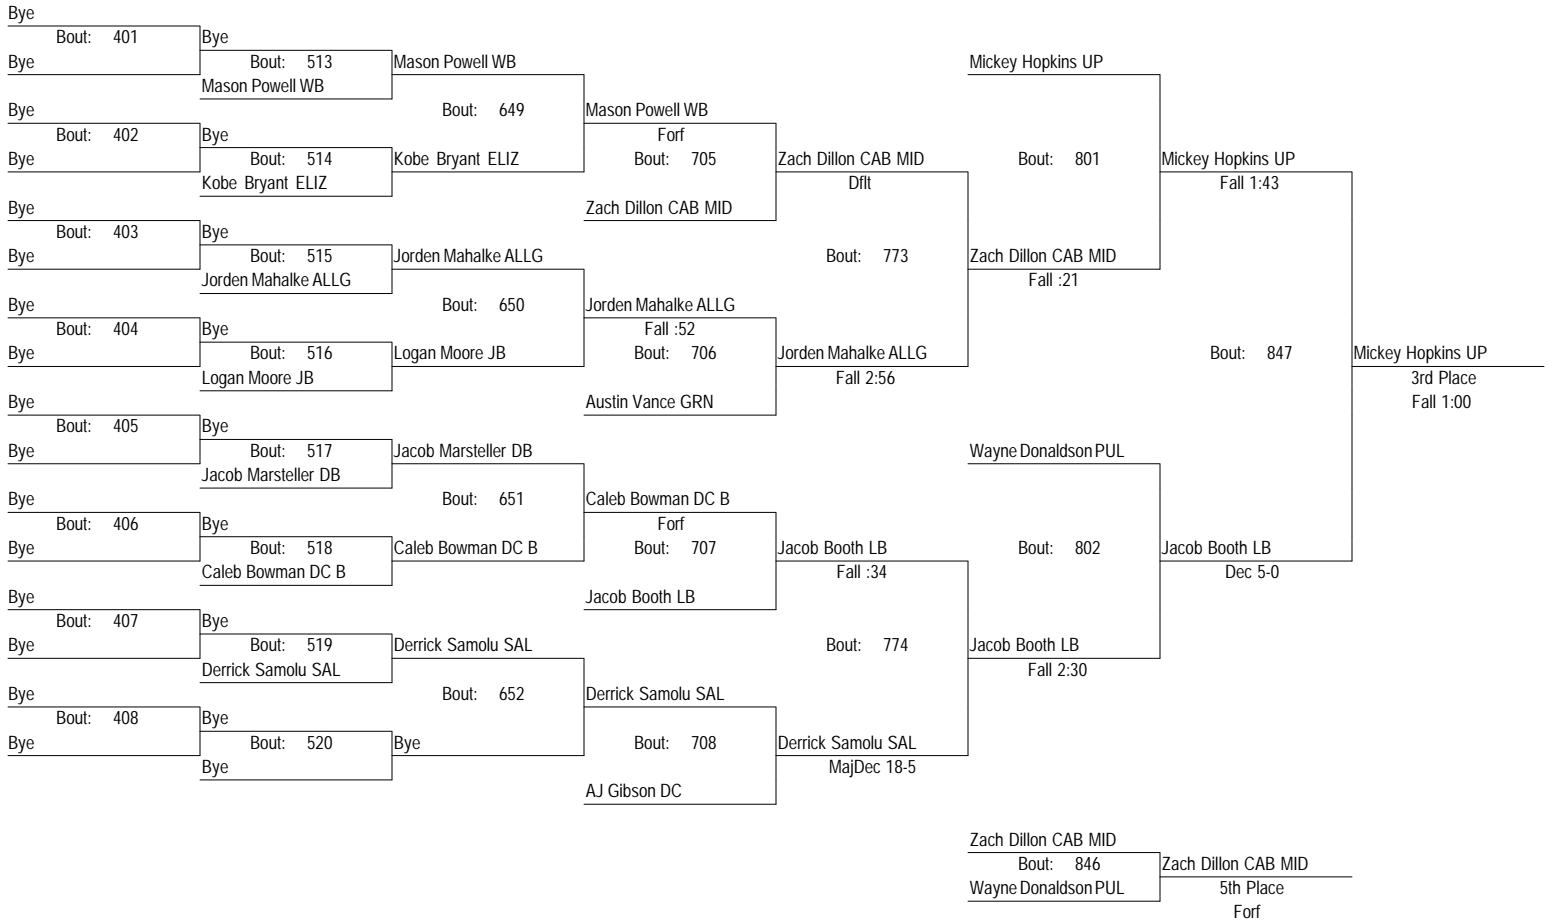 Bye
Bout: 401
Bye
Bye
Bout: 402
Bye
Bye
Bout: 403
Bye
Bye
Bout: 404
Bye
Bye
Bout: 405
Bye
Bye
Bout: 406
Bye
Bye
Bout: 407
Bye
Bye
Bout: 408
Bye
Bye
Bout: 513
Mason Powell WB
Bye
Bout: 514
Kobe Bryant ELIZ
Bye
Bout: 515
Jorden Mahalke ALLG
Bye
Bout: 516
Logan Moore JB
Bye
Bout: 517
Jacob Marsteller DB
Bye
Bout: 518
Caleb Bowman DC B
Bye
Bout: 519
Derrick Samolu SAL
Bye
Bout: 520
Bye
Mason Powell WB
Bout: 649
Kobe Bryant ELIZ
Jorden Mahalke ALLG
Bout: 650
Logan Moore JB
Jacob Marsteller DB
Bout: 651
Caleb Bowman DC B
Derrick Samolu SAL
Bout: 652
Bye
Mason Powell WB
Forf
Bout: 705
Zach Dillon CAB MID
Jorden Mahalke ALLG
Fall :52
Bout: 706
Austin Vance GRN
Caleb Bowman DC B
Forf
Bout: 707
Jacob Booth LB
Derrick Samolu SAL
Bout: 708
AJ Gibson DC
Zach Dillon CAB MID
Dflt
Bout: 773
Jorden Mahalke ALLG
Fall 2:56
Jacob Booth LB
Fall :34
Bout: 774
Derrick Samolu SAL
MajDec 18-5
Mickey Hopkins UP
Bout: 801
Zach Dillon CAB MID
Fall :21
Wayne Donaldson PUL
Bout: 802
Jacob Booth LB
Fall 2:30
Mickey Hopkins UP
Fall 1:43
Bout: 847
Jacob Booth LB
Dec 5-0
Mickey Hopkins UP
3rd Place
Fall 1:00
Zach Dillon CAB MID
Bout: 846
Wayne Donaldson PUL
Zach Dillon CAB MID
5th Place
Forf